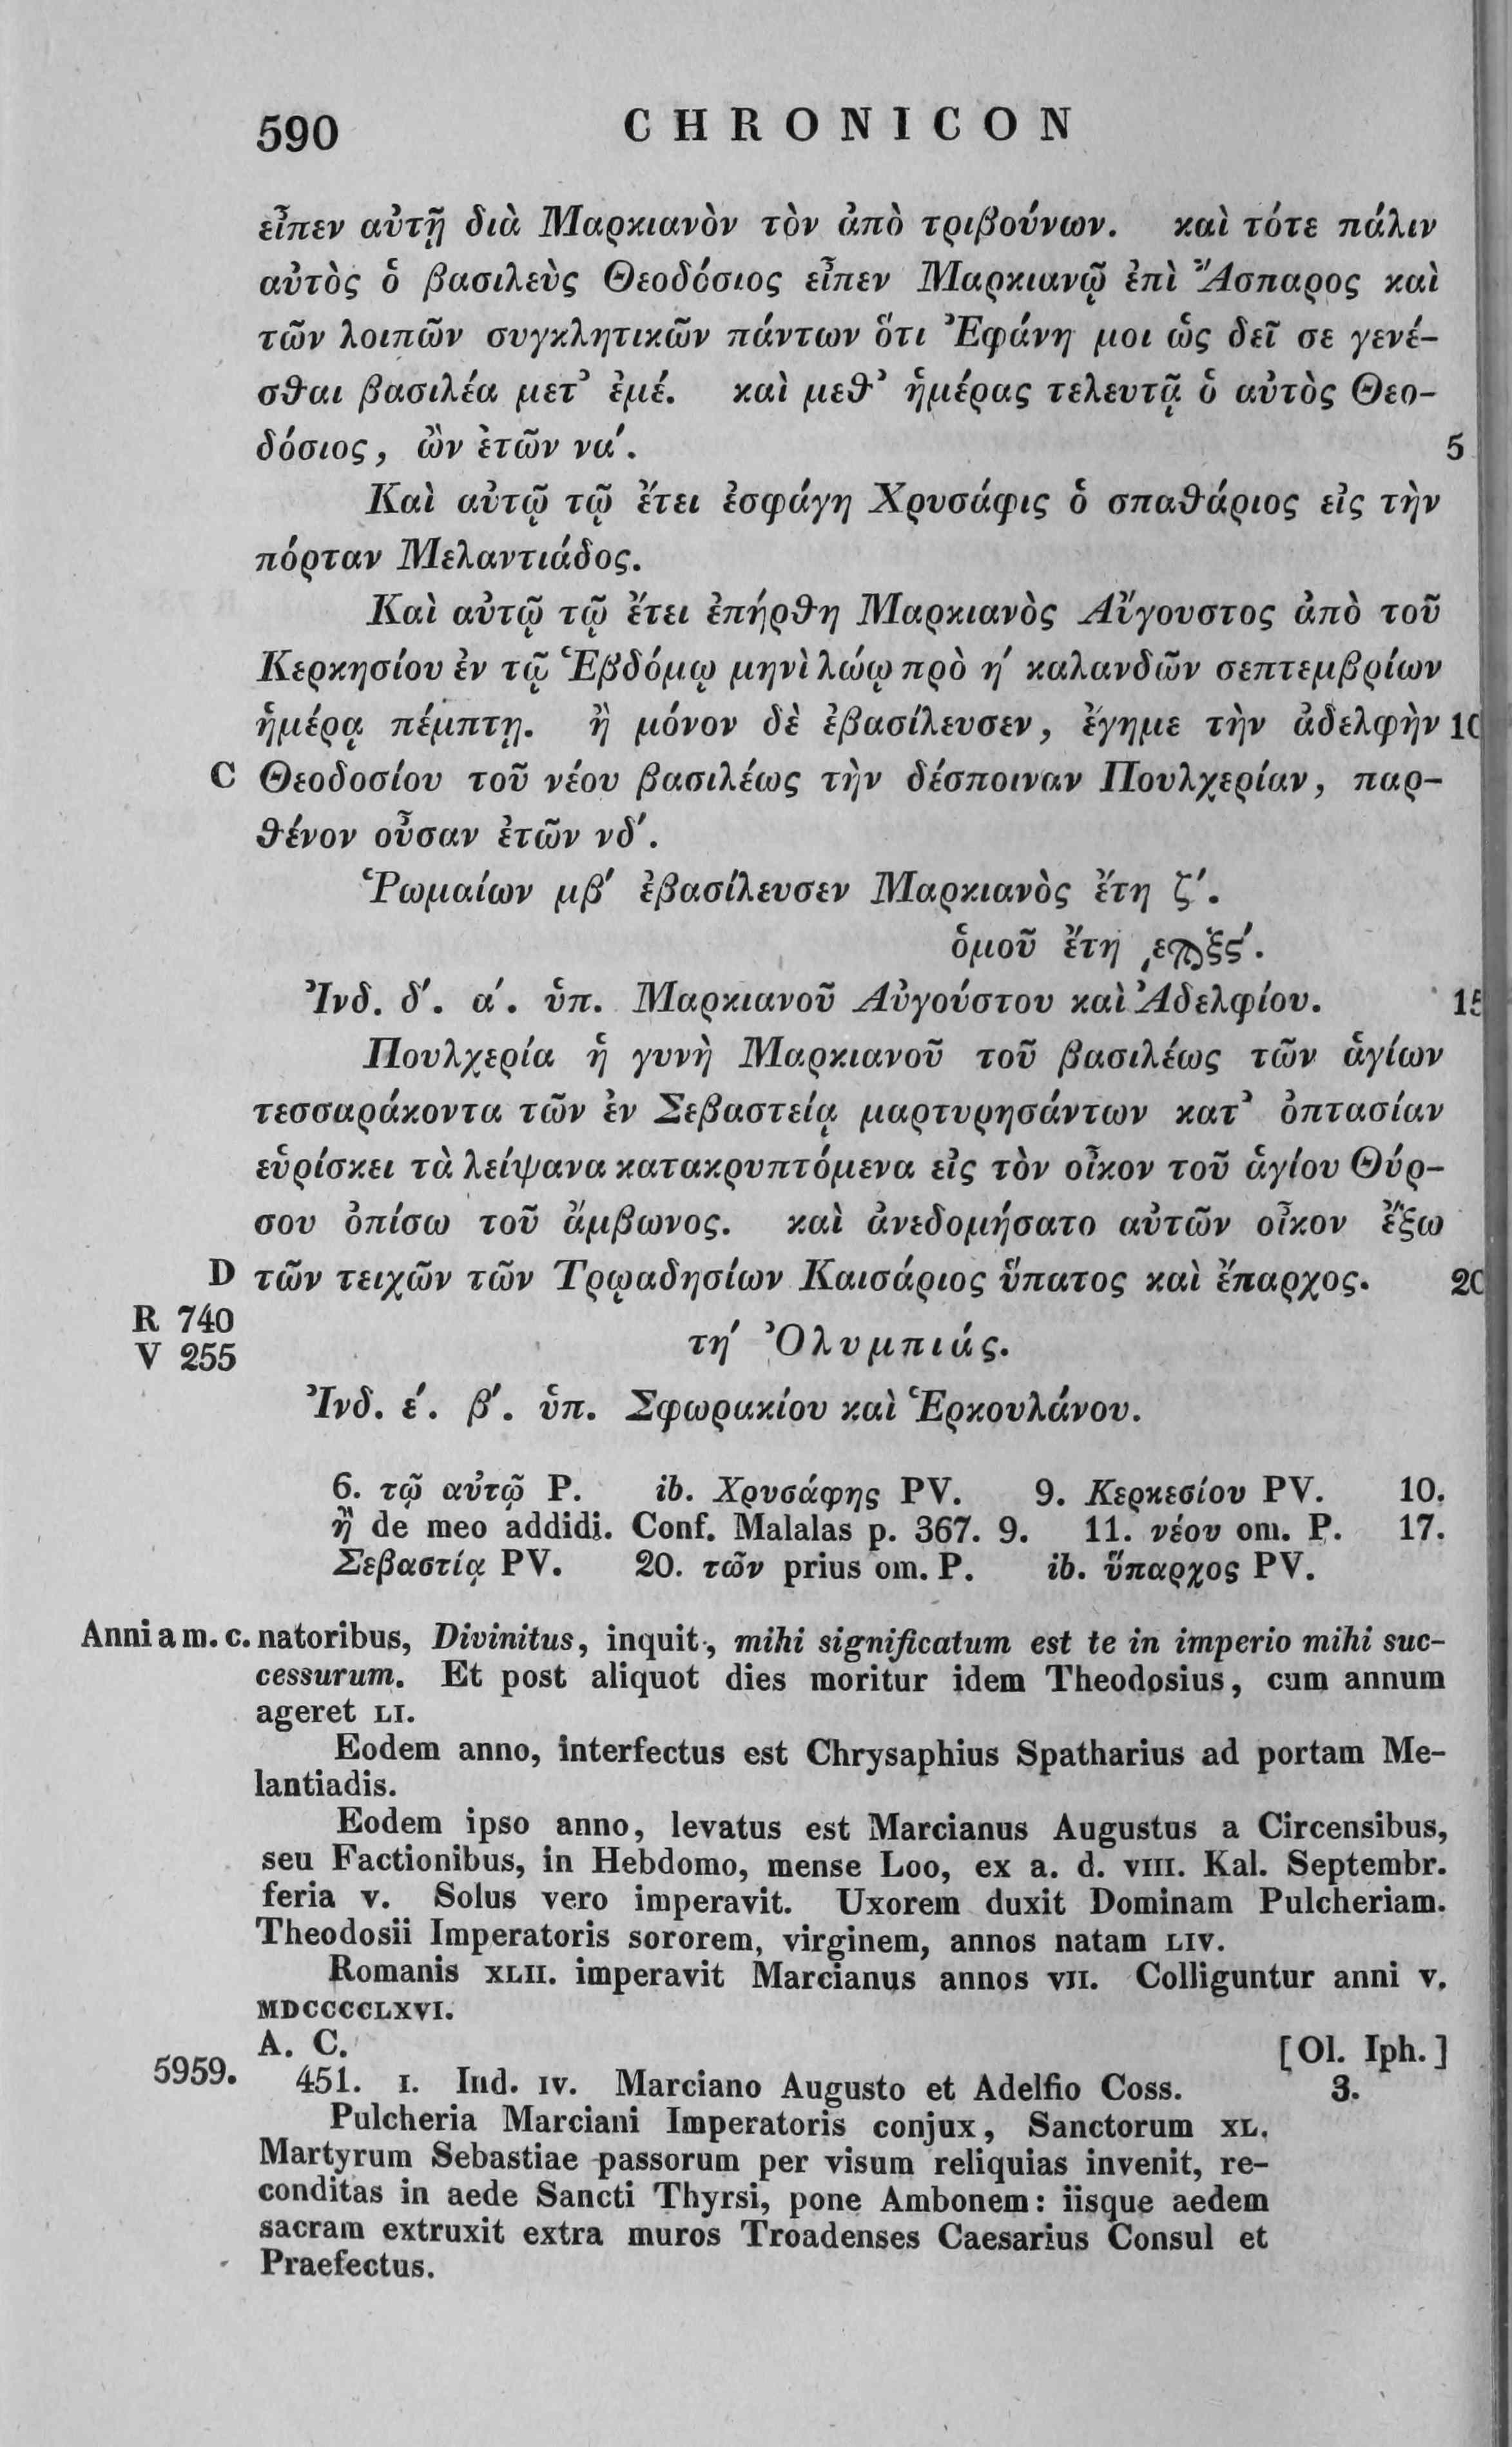 590 CHRONICON
εἶπεν αὐτῇ διὰ Μαρκιανὸν τὸν ἀπὸ τριβούνων. καὶ τότε πάλιν
αὐτὸς ὁ βασιλεὺς Θεοδόσιος εἶπεν Μαρκιανῷ ἐπὶ Ἄσπαρος καὶ
τῶν λοιπῶν συγκλητικῶν πάντων ὅτι Ἐφάνη μοι ὡς δεῖ σε γενέ-
σθαι βασιλέα μετ᾽ ἐμέ. καὶ μεθ᾽ ἡμέρας τελευτᾷ ὁ αὐτὸς Θεο-
δόσιος, ὢν ἐτῶν να΄. 5
Καὶ αὐτῷ τῷ ἔτει ἐσφάγη Χρυσάφις ὁ σπαθάριος εἰς τὴν
πόρταν Μελαντιάδος.
Καὶ αὐτῷ τῷ ἔτει ἐπήρθη Μαρκιανὸς Αὔγουστος ἀπὸ τοῦ
Κερκησίου ἐν τῷ Ἑβδόμῳ μηνὶ λώῳ πρὸ η΄ καλανδῶν σεπτεμβρίων
ἡμέρᾳ πέμπτῃ. ἢ μόνον δὲ ἐβασίλευσεν, ἔγημε τὴν ἀδελφὴν 10
C Θεοδοσίου τοῦ νέου βασιλέως τὴν δέσποιναν Πουλχερίαν, παρ-
θένον οὖσαν ἐτῶν νδ΄.
Ῥωμαίων μβ΄ ἐβασίλευσεν Μαρκιανὸς ἔτη ζ΄.
ὁμοῦ ἔτη ͵εϡξς΄.
Ἰνδ. δ΄. α΄. ὑπ. Μαρκιανοῦ Αὐγούστου καὶ Ἀδελφίου. 15
Πουλχερία ἡ γυνὴ Μαρκιανοῦ τοῦ βασιλέως τῶν ἁγίων
τεσσαράκοντα τῶν ἐν Σεβαστείᾳ μαρτυρησάντων κατ᾽ ὀπτασίαν
εὑρίσκει τὰ λείψανα κατακρυπτόμενα εἰς τὸν οἶκον τοῦ ἁγίου Θύρ-
σου ὀπίσω τοῦ ἄμβωνος. καὶ ἀνεδομήσατο αὐτῶν οἶκον ἔξω
D τῶν τειχῶν τῶν Τρῳαδησίων Καισάριος ὕπατος καὶ ἔπαρχος. 20
R 740
V 255
τη΄ Ὀλυμπιάς.
Ἰνδ. ε΄. β΄. ὑπ. Σφωρακίου καὶ Ἑρκουλάνου.
6. τῷ αὐτῷ P. ib. Χρυσάφης PV. 9. Κερκεσίου PV. 10.
ἢ de meo addidi. Conf. Malalas p. 367. 9. 11. νέου om. P. 17.
Σεβαστίᾳ PV. 20. τῶν prius om. P. ib. ὕπαρχος PV.
Anni a m. c. natoribus, Divinitus, inquit, mihi significatum est te in imperio mihi suc-
cessurum. Et post aliquot dies moritur idem Theodosius, cum annum
ageret LI.
Eodem anno, interfectus est Chrysaphius Spatharius ad portam Me-
lantiadis.
Eodem ipso anno, levatus est Marcianus Augustus a Circensibus,
seu Factionibus, in Hebdomo, mense Loo, ex a. d. VIII. Kal. Septembr.
feria V. Solus vero imperavit. Uxorem duxit Dominam Pulcheriam.
Theodosii Imperatoris sororem, virginem, annos natam LIV.
Romanis XLII. imperavit Marcianus annos VII. Colliguntur anni V.
MDCCCCLXVI.
A. C. [Ol. Iph.]
5959. 451. I. Ind. IV. Marciano Augusto et Adelfio Coss. 3.
Pulcheria Marciani Imperatoris conjux, Sanctorum XL.
Martyrum Sebastiae passorum per visum reliquias invenit, re-
conditas in aede Sancti Thyrsi, pone Ambonem: iisque aedem
sacram extruxit extra muros Troadenses Caesarius Consul et
Praefectus.